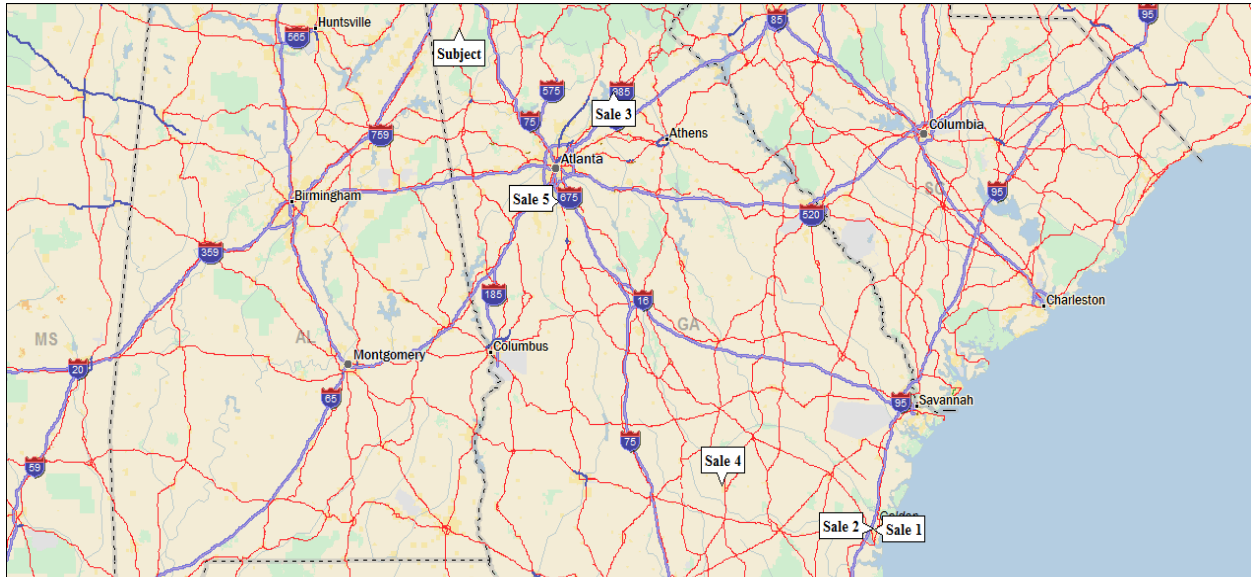 85
95
Huntsville
565
Subject
575
985
Sale 3
75
Columbia
759
Athens
Atlanta
SC
Birmingham
Sale 5
675
95
520
359
185
16
Charleston
GA
MS
AL
Columbus
Montgomery
20
65
95
Savannah
75
59
Sale 4
Sale 2
Sale 1